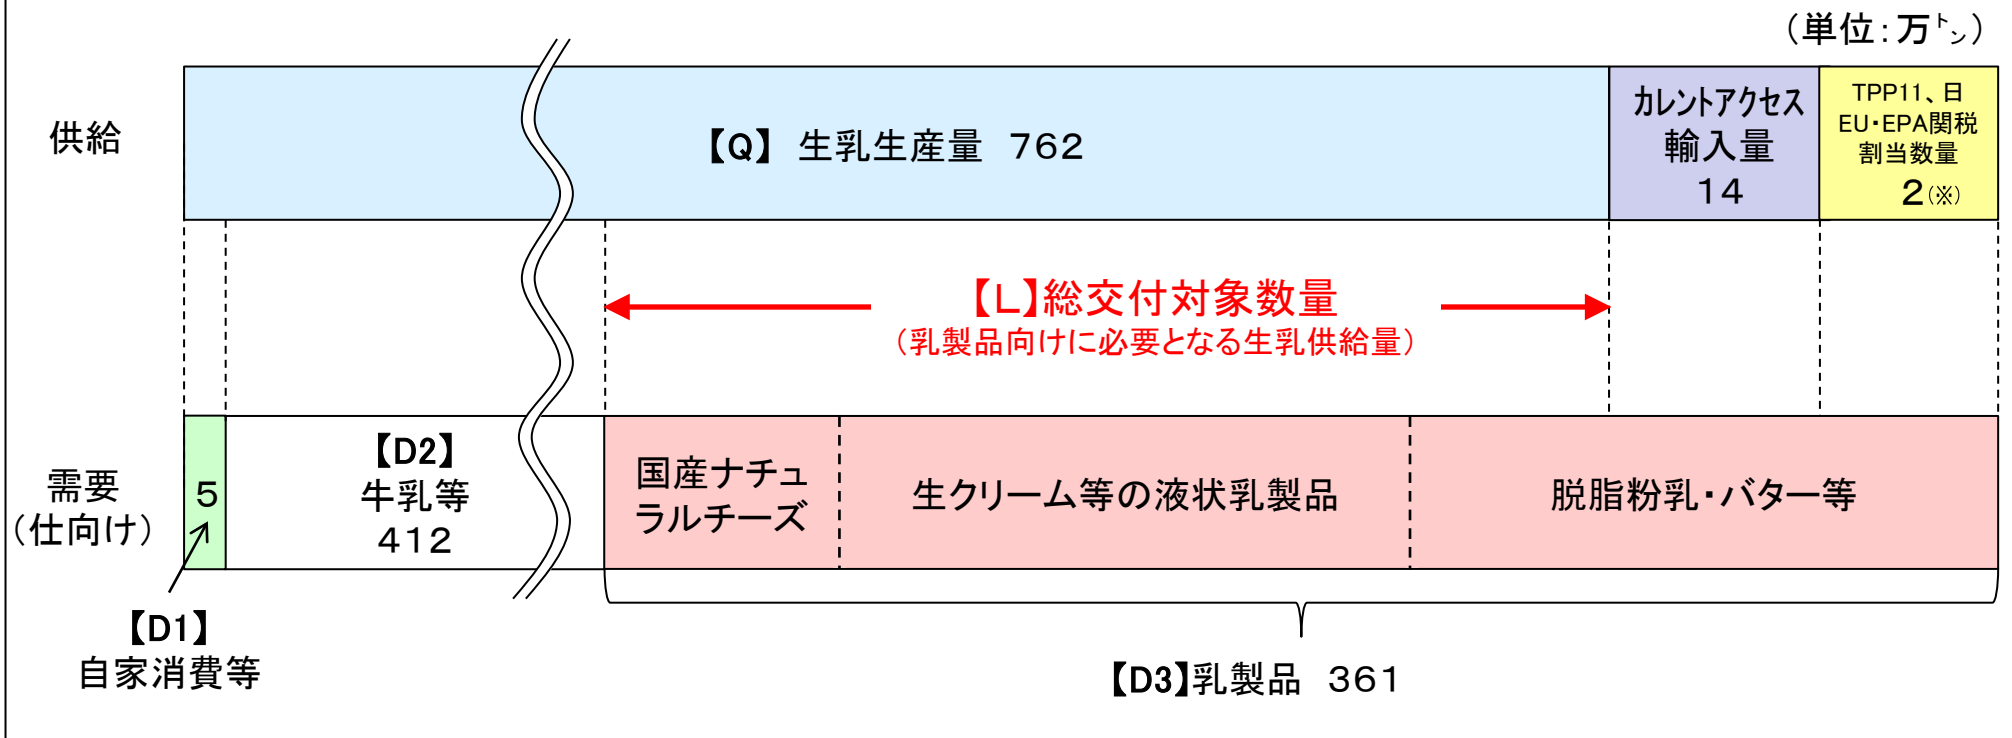 （単位：万㌧）
供給
【Q】 生乳生産量　７６２
カレントアクセス
輸入量
１４
TPP11、日
EU・EPA関税
割当数量
２（※）
【Ｌ】総交付対象数量
（乳製品向けに必要となる生乳供給量）
需要
（仕向け）
５
【D2】
牛乳等
４１２
国産ナチュ
ラルチーズ
生クリーム等の液状乳製品
脱脂粉乳・バター等
【D1】
自家消費等
【D3】乳製品　３６１